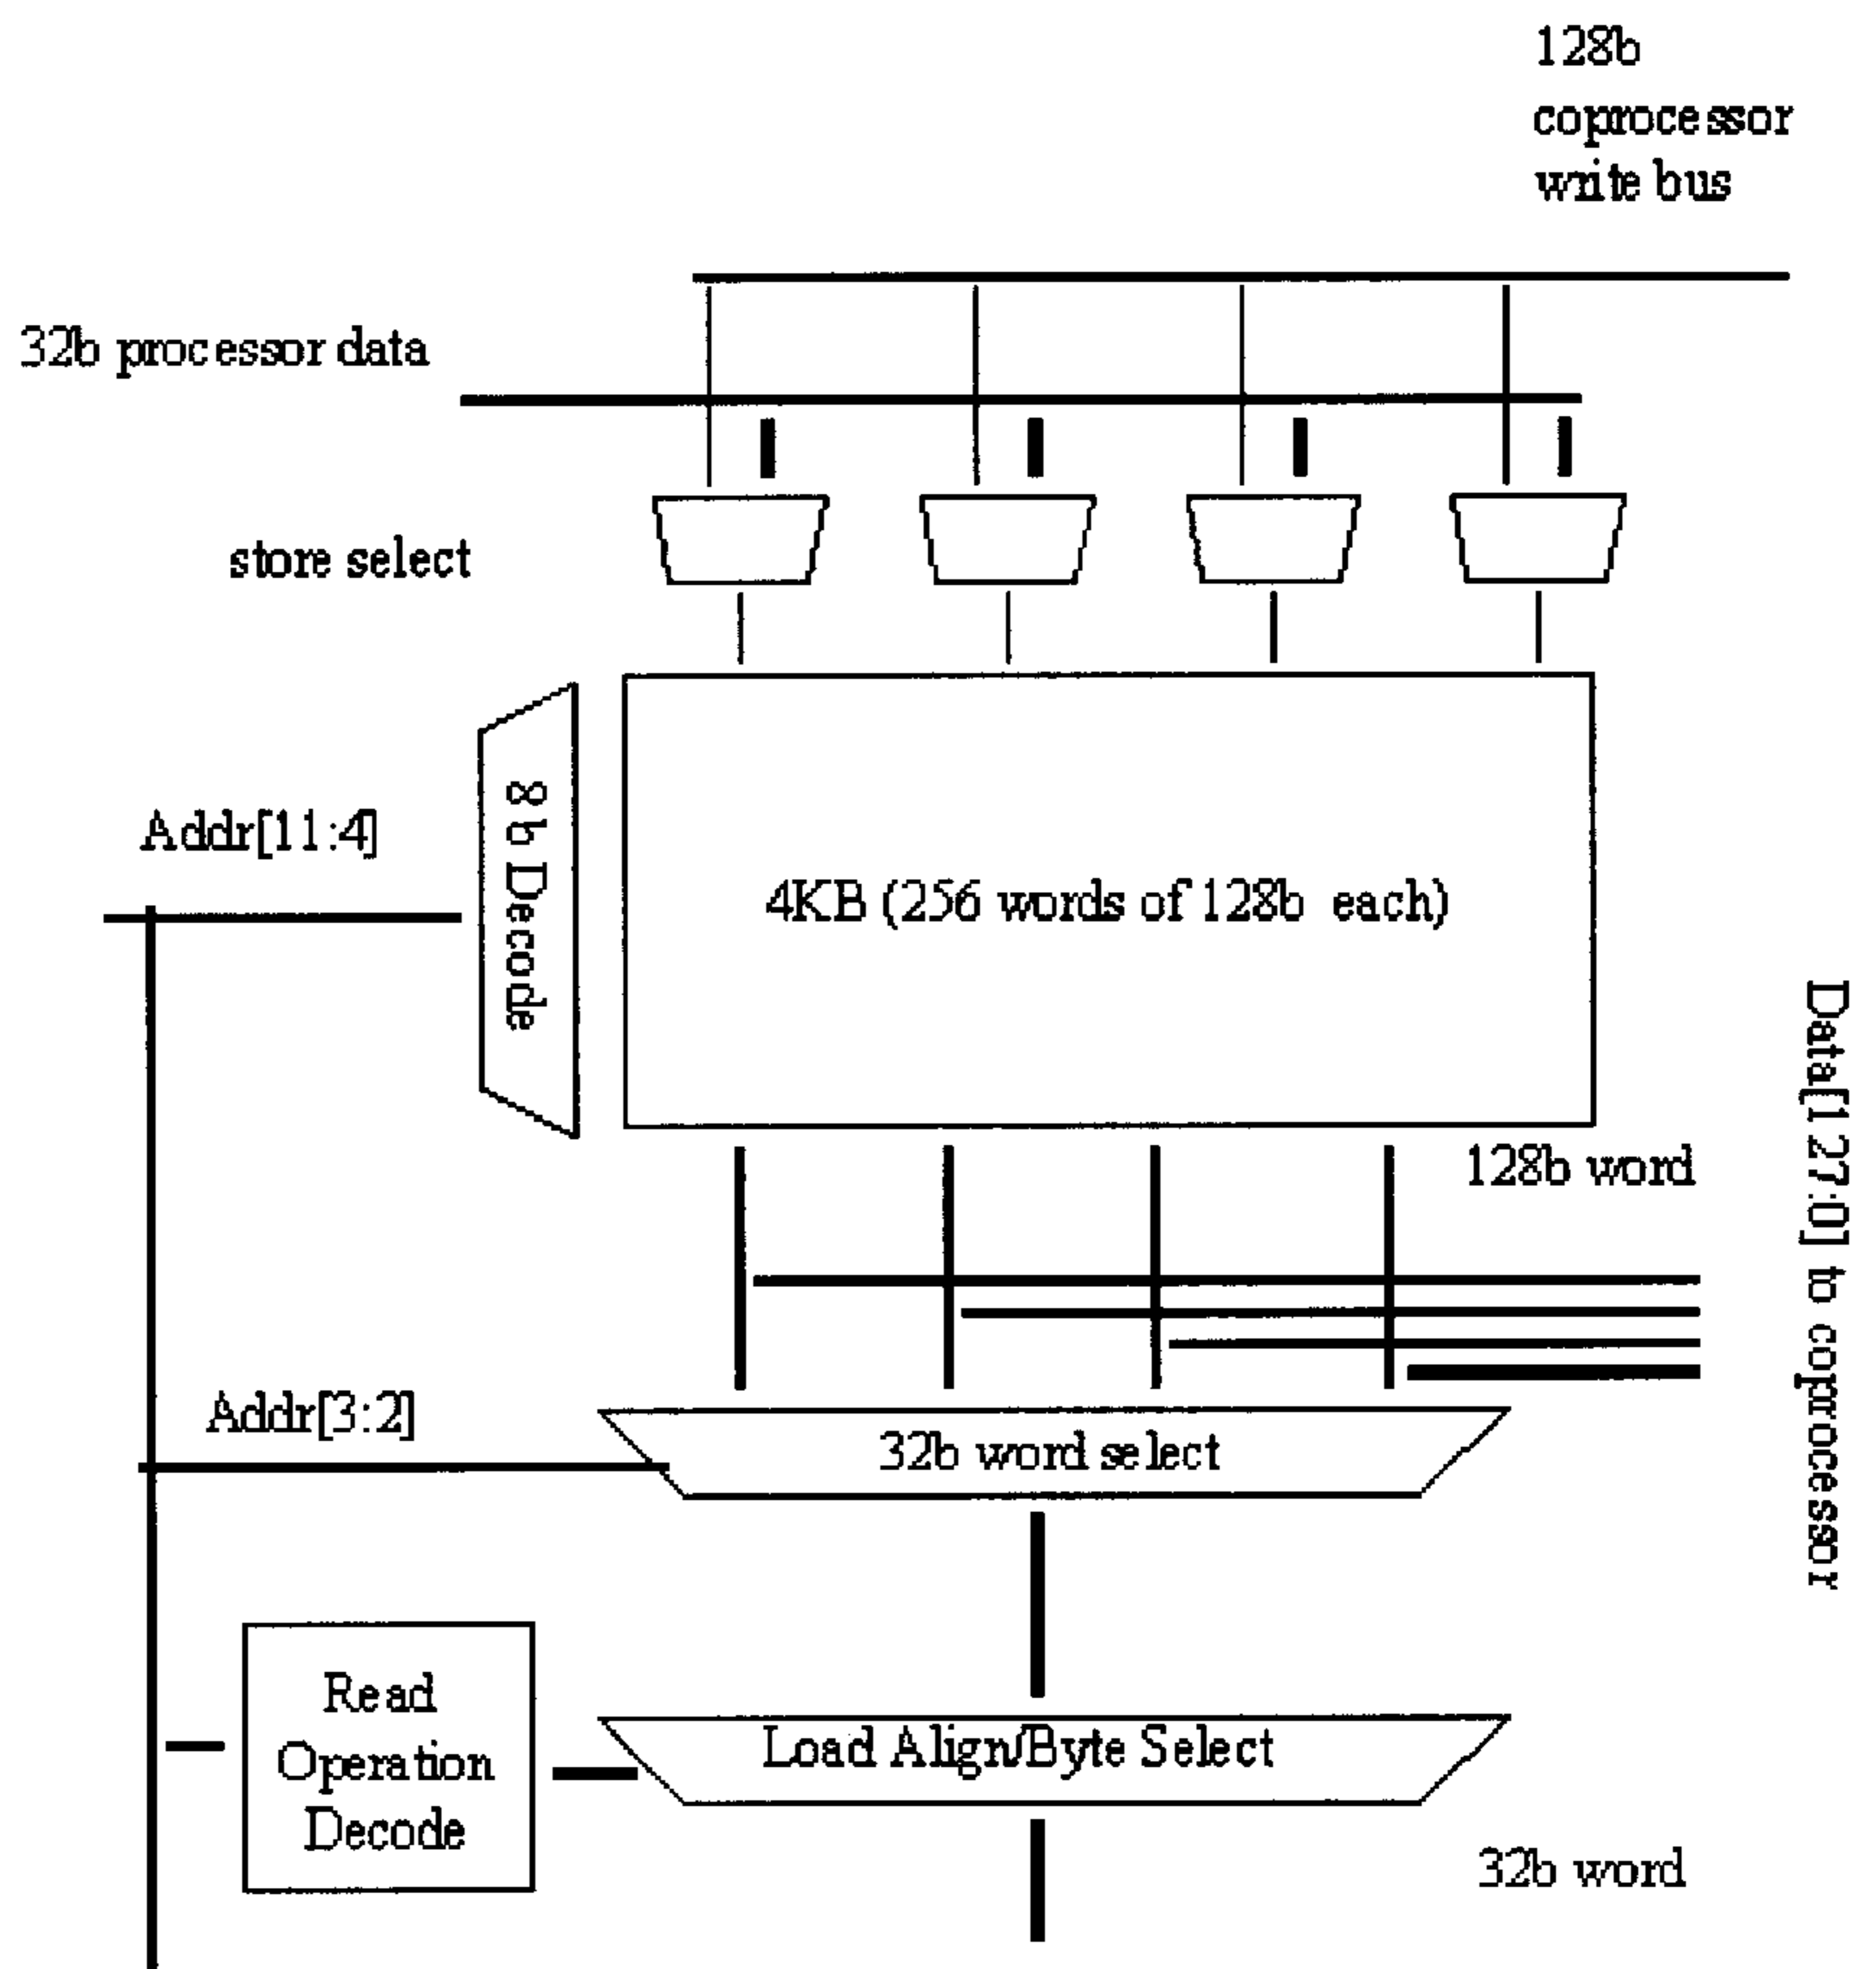 128b
coprocessor
write bus
32b processor data
store select
Addr[11:4]
8 b Decode
4KB (256 words of 128b each)
128b word
Data[127:0] to coprocessor
Addr[3:2]
32b word select
Read
Operation
Decode
Load Align/Byte Select
32b word